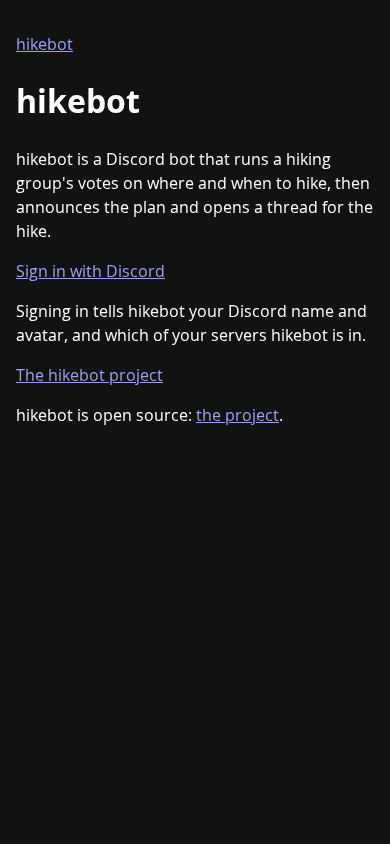 hikebot
hikebot
hikebot is a Discord bot that runs a hiking
group's votes on where and when to hike, then
announces the plan and opens a thread for the
hike.
Sign in with Discord
Signing in tells hikebot your Discord name and
avatar, and which of your servers hikebot is in.
The hikebot project
hikebot is open source: the project.